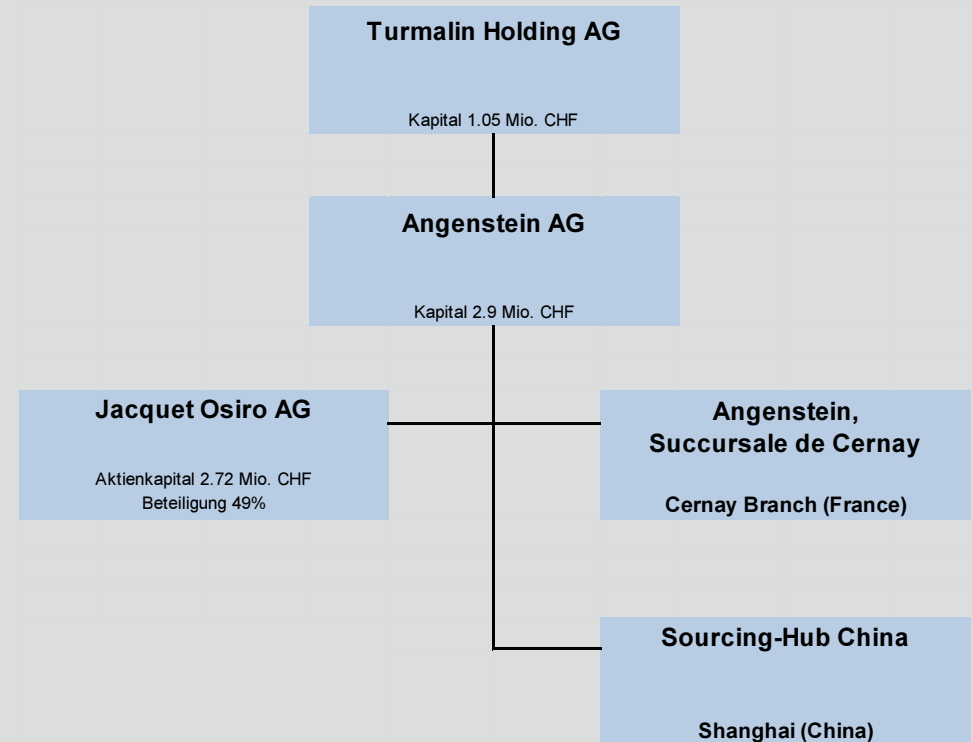 Turmalin Holding AG
Kapital 1.05 Mio. CHF
Angenstein AG
Kapital 2.9 Mio. CHF
Jacquet Osiro AG
Aktienkapital 2.72 Mio. CHF
Beteiligung 49%
Angenstein,
Succursale de Cernay
Cernay Branch (France)
Sourcing-Hub China
Shanghai (China)